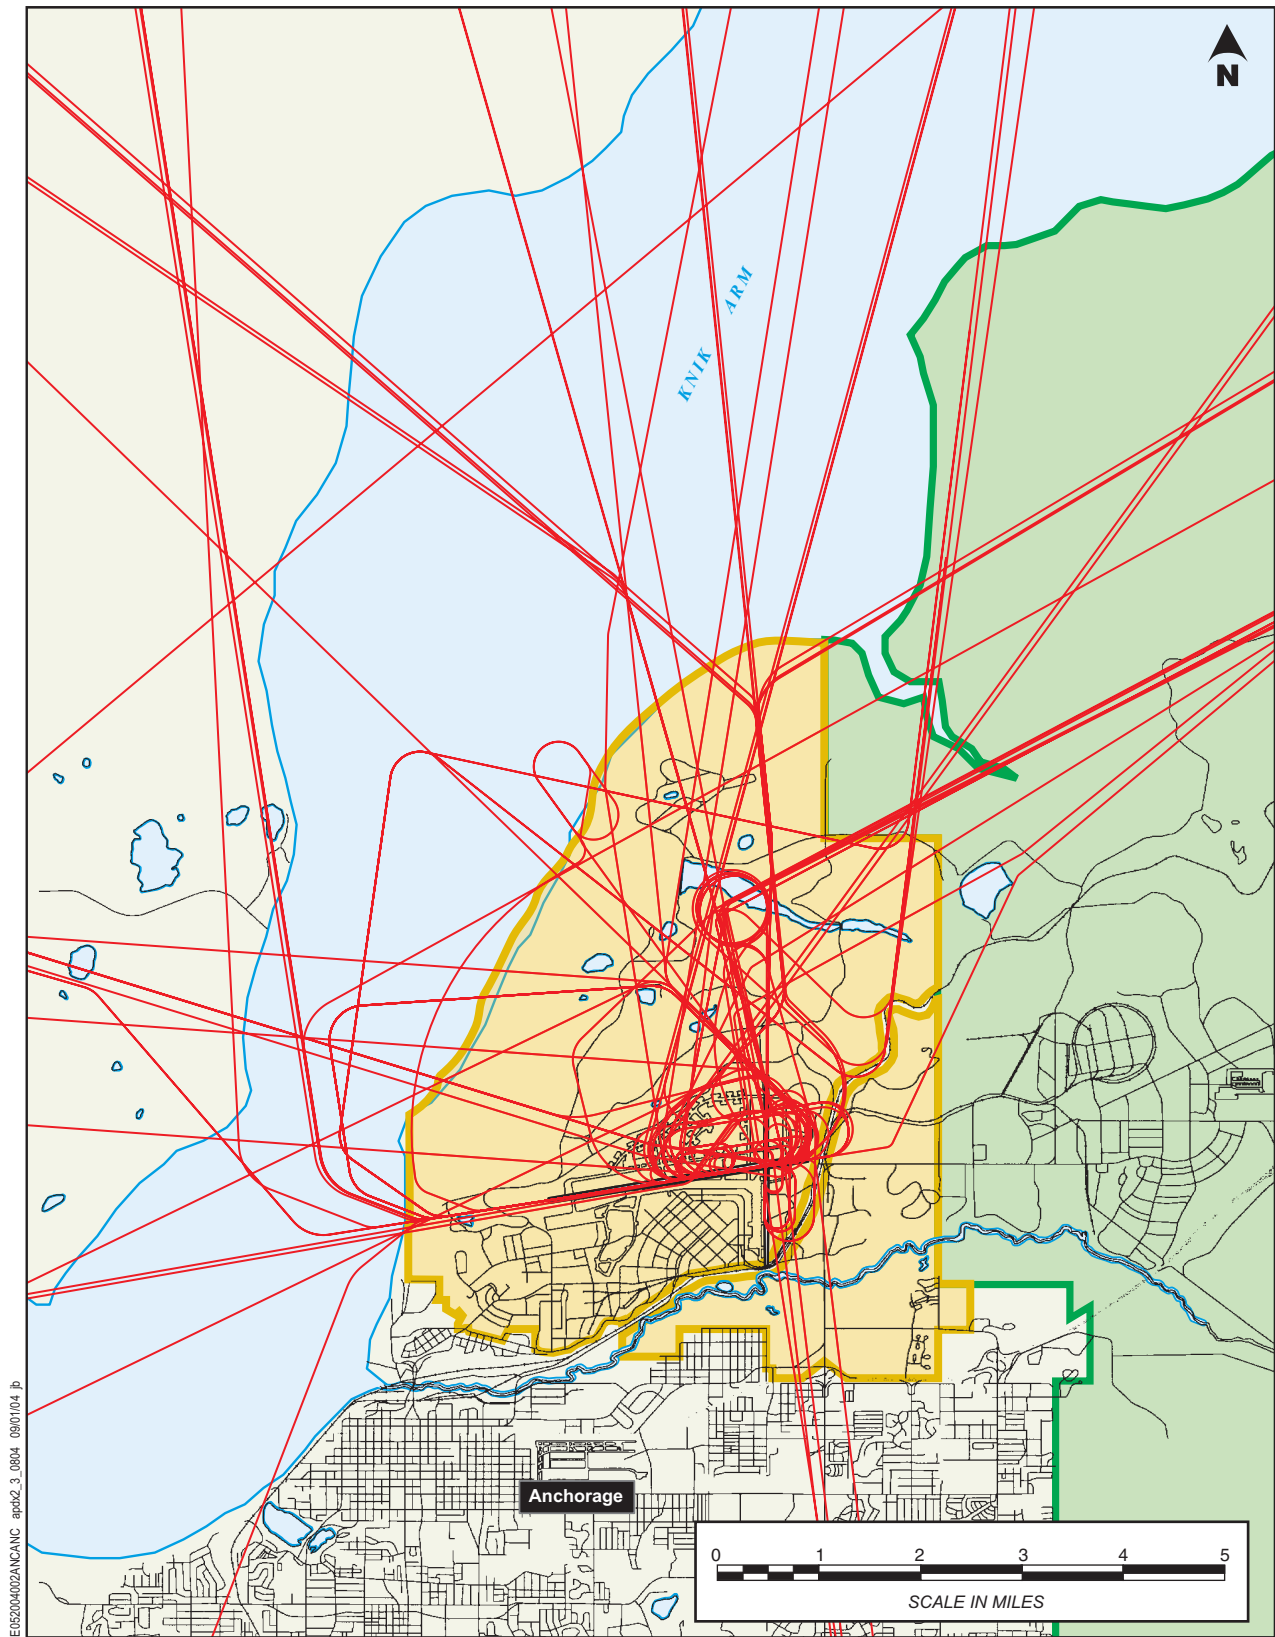 N
KNIK ARM
Anchorage
0 1 2 3 4 5
SCALE IN MILES
E052004002ANCANC apdx2_3_0804 09/01/04 jb